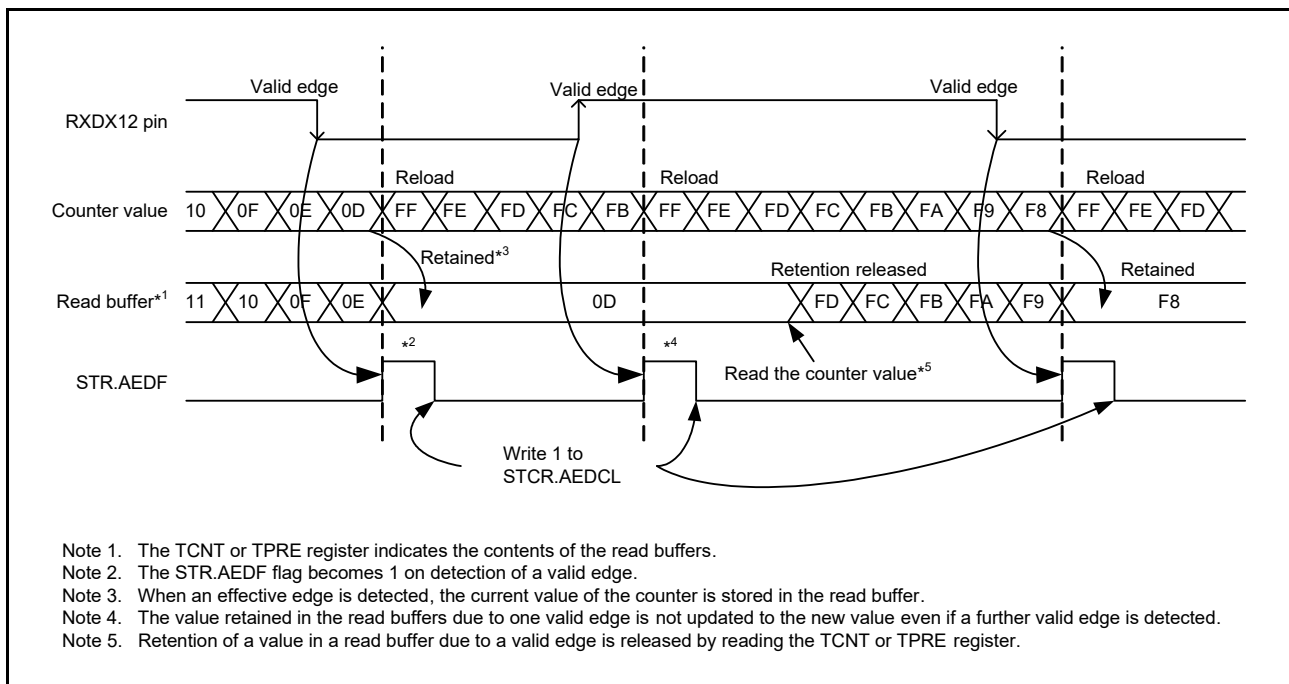 Valid edge Valid edge Valid edge
RXDX12 pin
Reload Reload Reload
Counter value 10 0F 0E 0D FF FE FD FC FB FF FE FD FC FB FA F9 F8 FF FE FD
Retained*3 Retention released Retained
Read buffer*1 11 10 0F 0E 0D FD FC FB FA F9 F8
*2 *4
STR.AEDF Read the counter value*5
Write 1 to
STCR.AEDCL
Note 1. The TCNT or TPRE register indicates the contents of the read buffers.
Note 2. The STR.AEDF flag becomes 1 on detection of a valid edge.
Note 3. When an effective edge is detected, the current value of the counter is stored in the read buffer.
Note 4. The value retained in the read buffers due to one valid edge is not updated to the new value even if a further valid edge is detected.
Note 5. Retention of a value in a read buffer due to a valid edge is released by reading the TCNT or TPRE register.